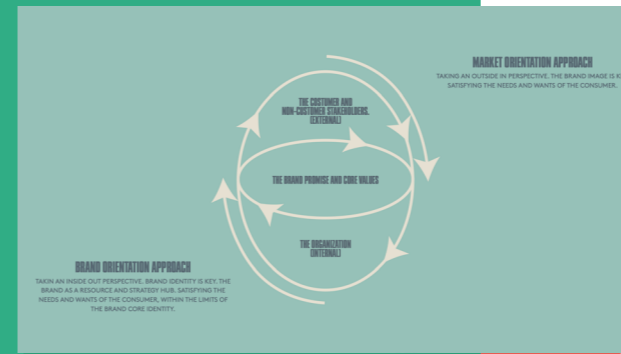 MARKET ORIENTATION APPROACH
TAKING AN OUTSIDE IN PERSPECTIVE. THE BRAND IMAGE IS
SATISFYING THE NEEDS AND WANTS OF THE CONSUMER.
THE COSTUMER AND
NON-COSTUMER STAKEHOLDERS.
(EXTERNAL)
THE BRAND PROMISE AND CORE VALUES
THE ORGANIZATION
(INTERNAL)
BRAND ORIENTATION APPROACH
TAKIN AN INSIDE OUT PERSPECTIVE. BRAND IDENTITY IS KEY. THE
BRAND AS A RESOURCE AND STRATEGY HUB. SATISFYING THE
NEEDS AND WANTS OF THE CONSUMER, WITHIN THE LIMITS OF
THE BRAND CORE IDENTITY.